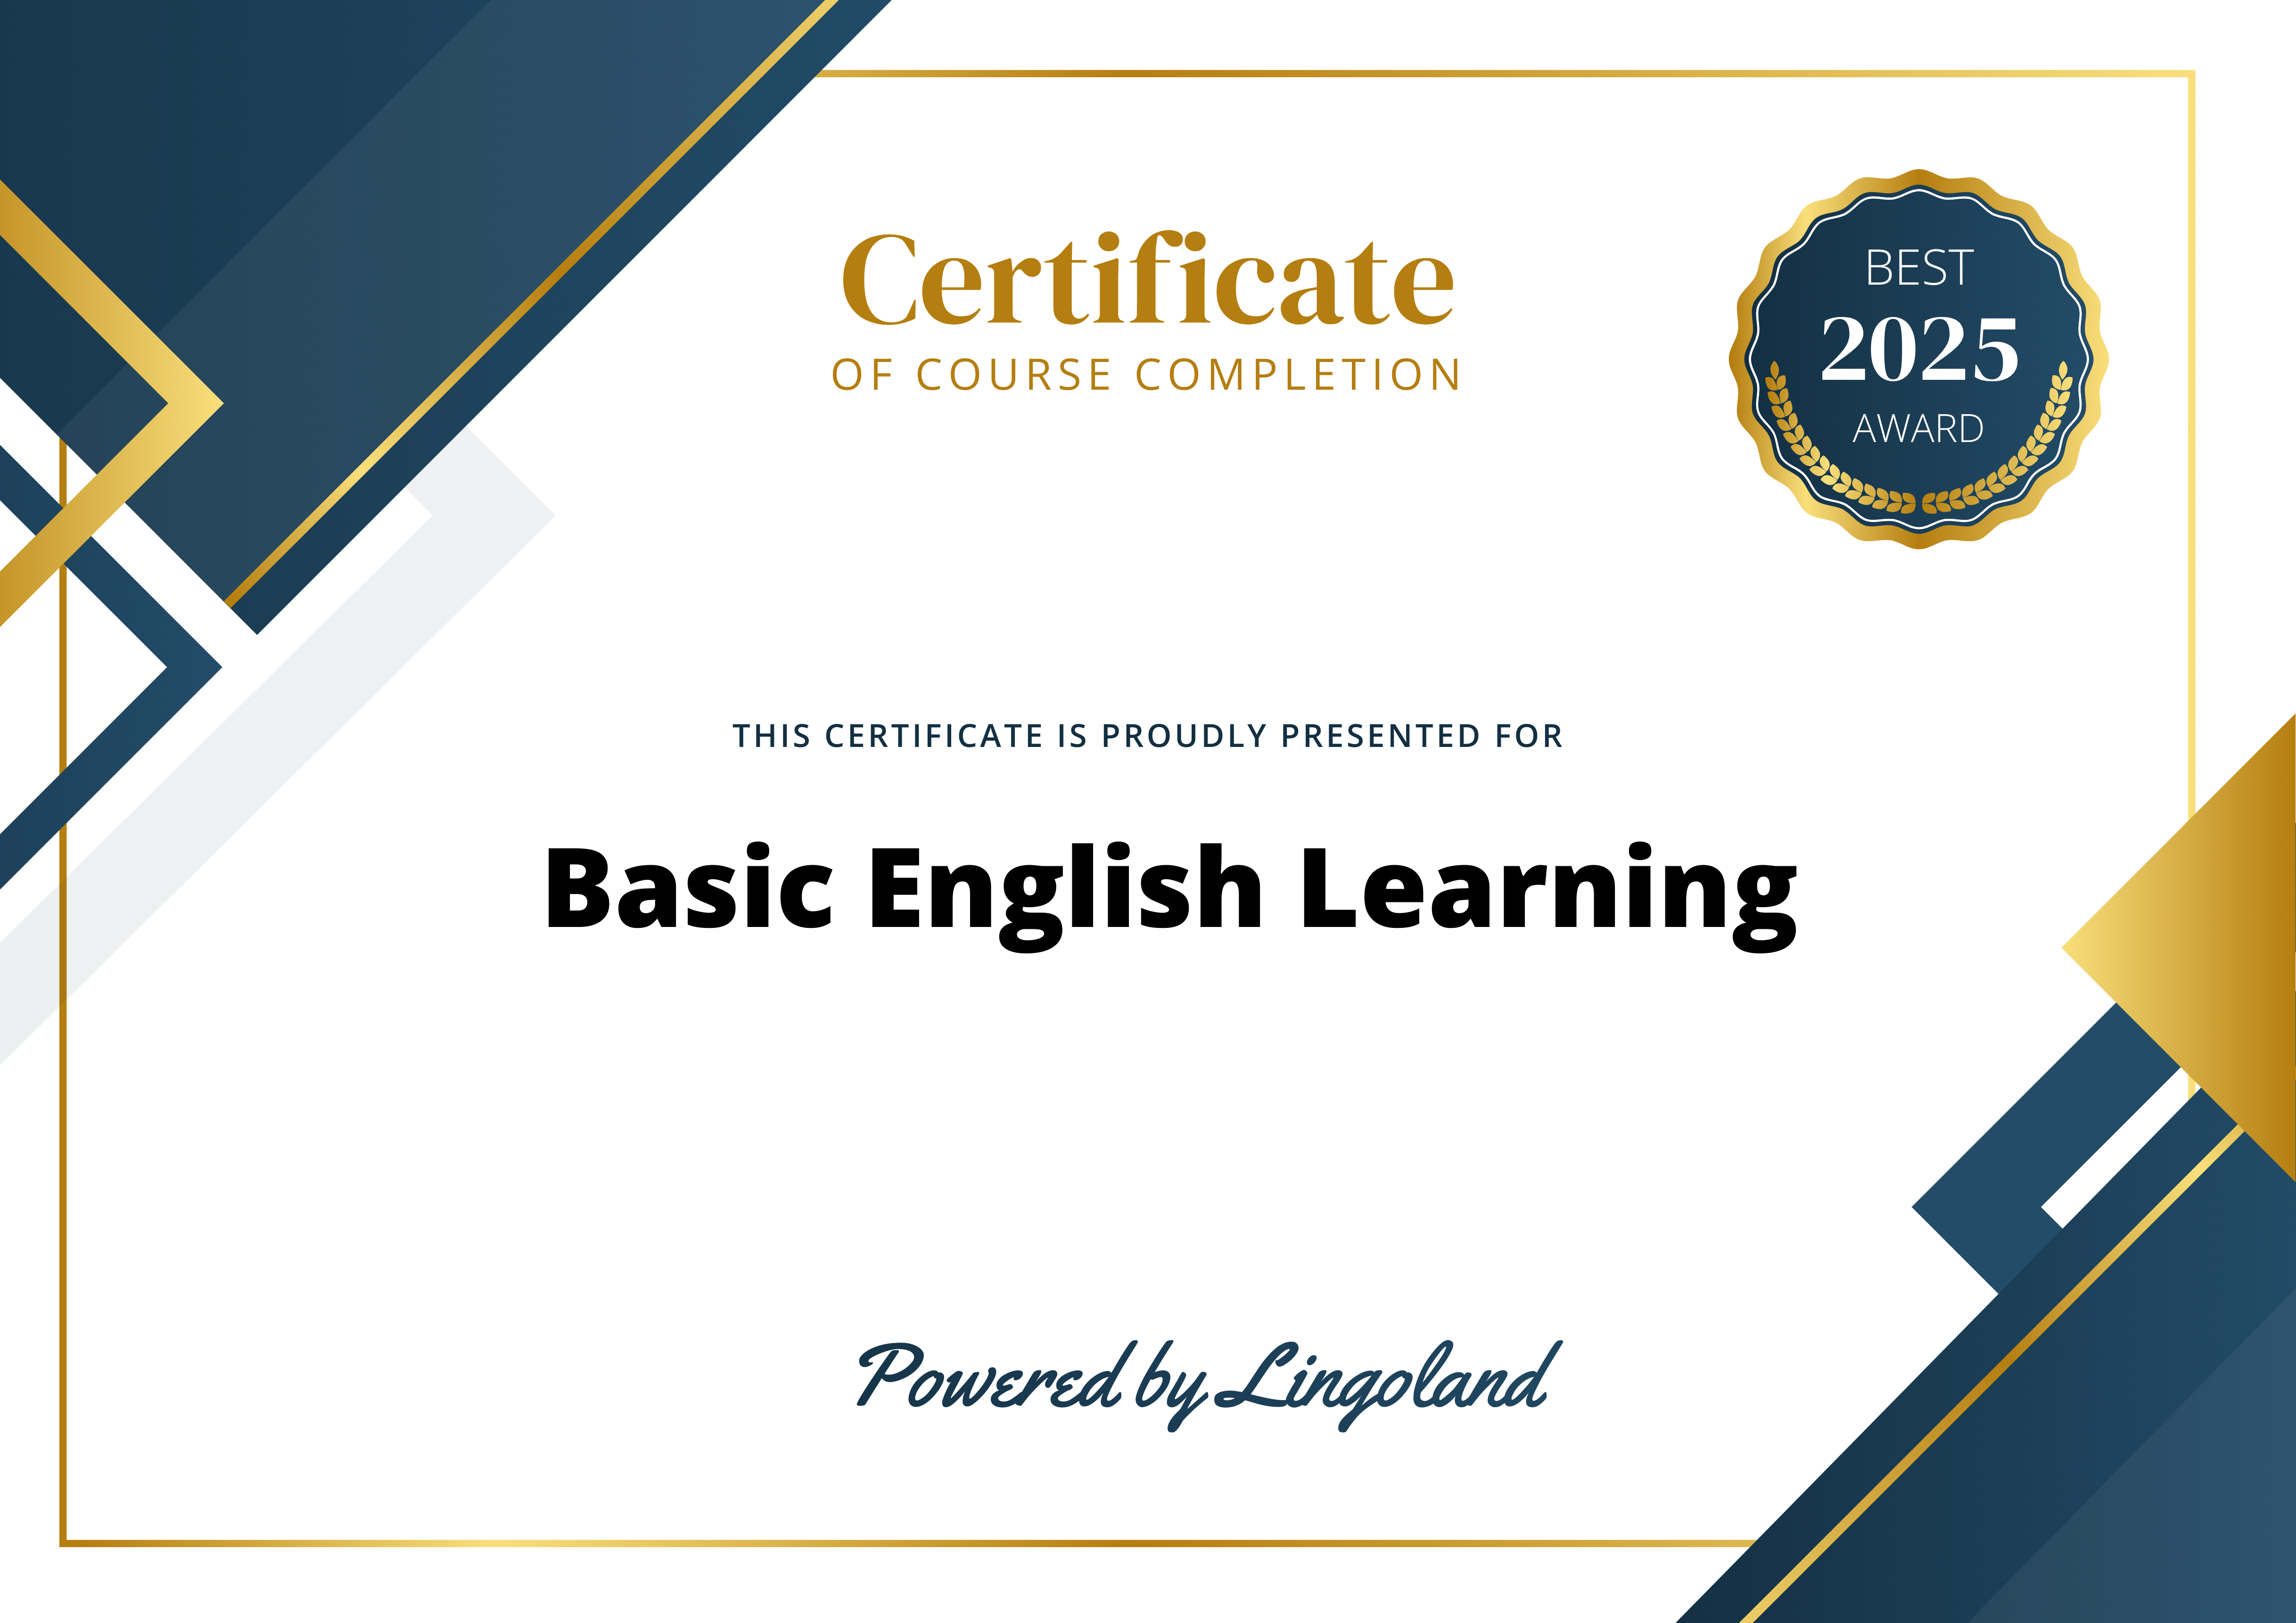 Certificate
OF COURSE COMPLETION
BEST
2025
AWARD
THIS CERTIFICATE IS PROUDLY PRESENTED FOR
Basic English Learning
Powered by Lingoland